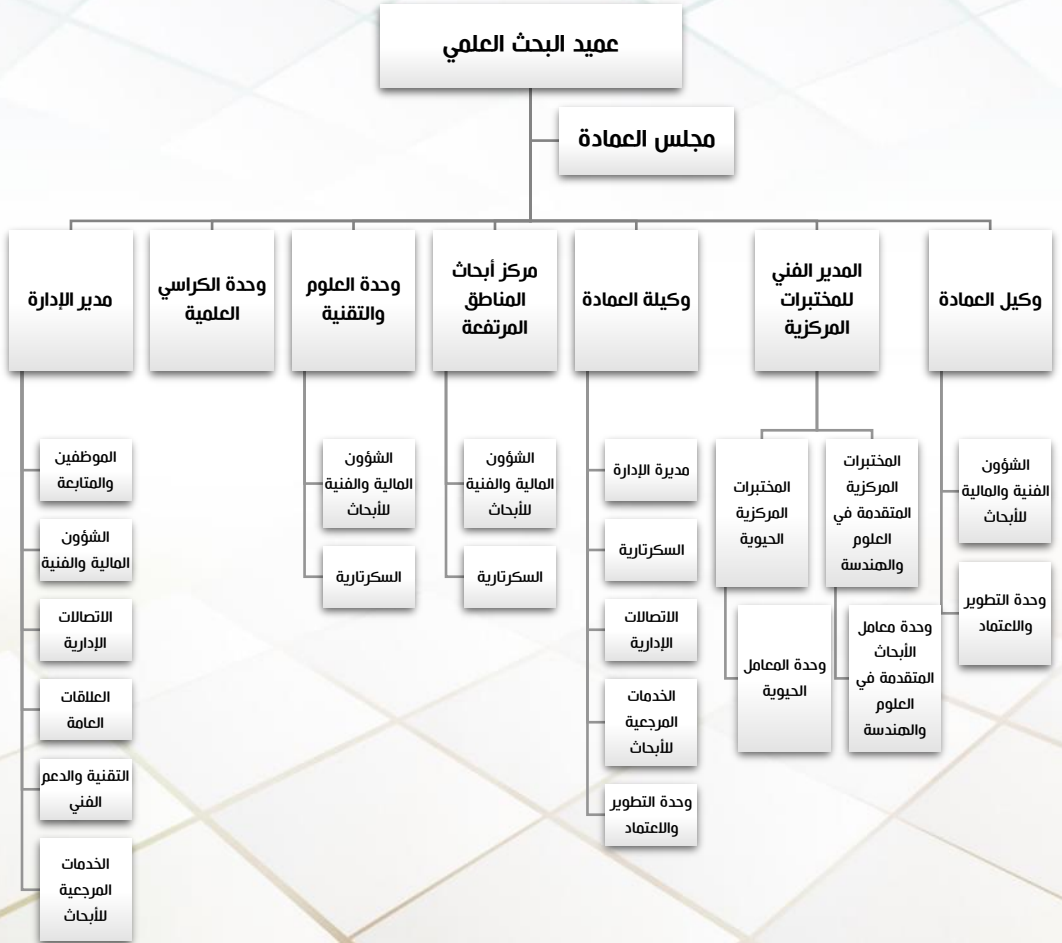 عميد البحث العلمي
مجلس العمادة
وكيل العمادة
الشؤون
الفنية والمالية
للأبحاث
وحدة التطوير
والاعتماد
المدير الفني
للمختبرات
المركزية
المختبرات
المركزية
المتقدمة في
العلوم
والهندسة
وحدة معامل
الأبحاث
المتقدمة في
العلوم
والهندسة
المختبرات
المركزية
الحيوية
وحدة المعامل
الحيوية
وكيلة العمادة
مديرة الإدارة
السكرتارية
الاتصالات
الإدارية
الخدمات
المرجعية
للأبحاث
وحدة التطوير
والاعتماد
مركز أبحاث
المناطق
المرتفعة
الشؤون
المالية والفنية
للأبحاث
السكرتارية
وحدة العلوم
والتقنية
الشؤون
المالية والفنية
للأبحاث
السكرتارية
وحدة الكراسي
العلمية
مدير الإدارة
الموظفين
والمتابعة
الشؤون
المالية والفنية
الاتصالات
الإدارية
العلاقات
العامة
التقنية والدعم
الفني
الخدمات
المرجعية
للأبحاث